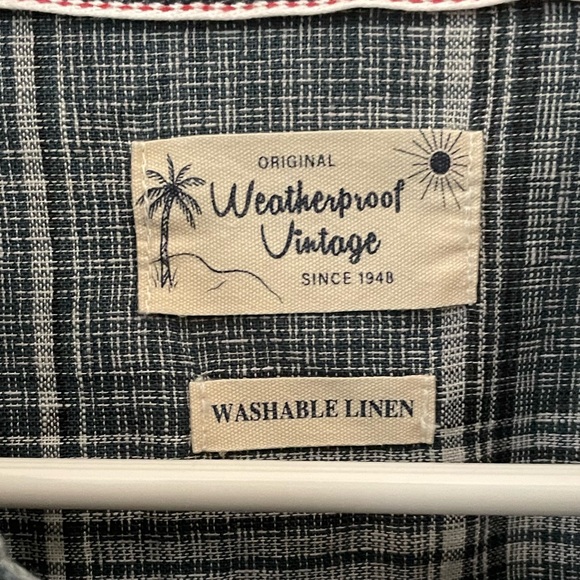 ORIGINAL
Weatherproof
Vintage
SINCE 1948
WASHABLE LINEN